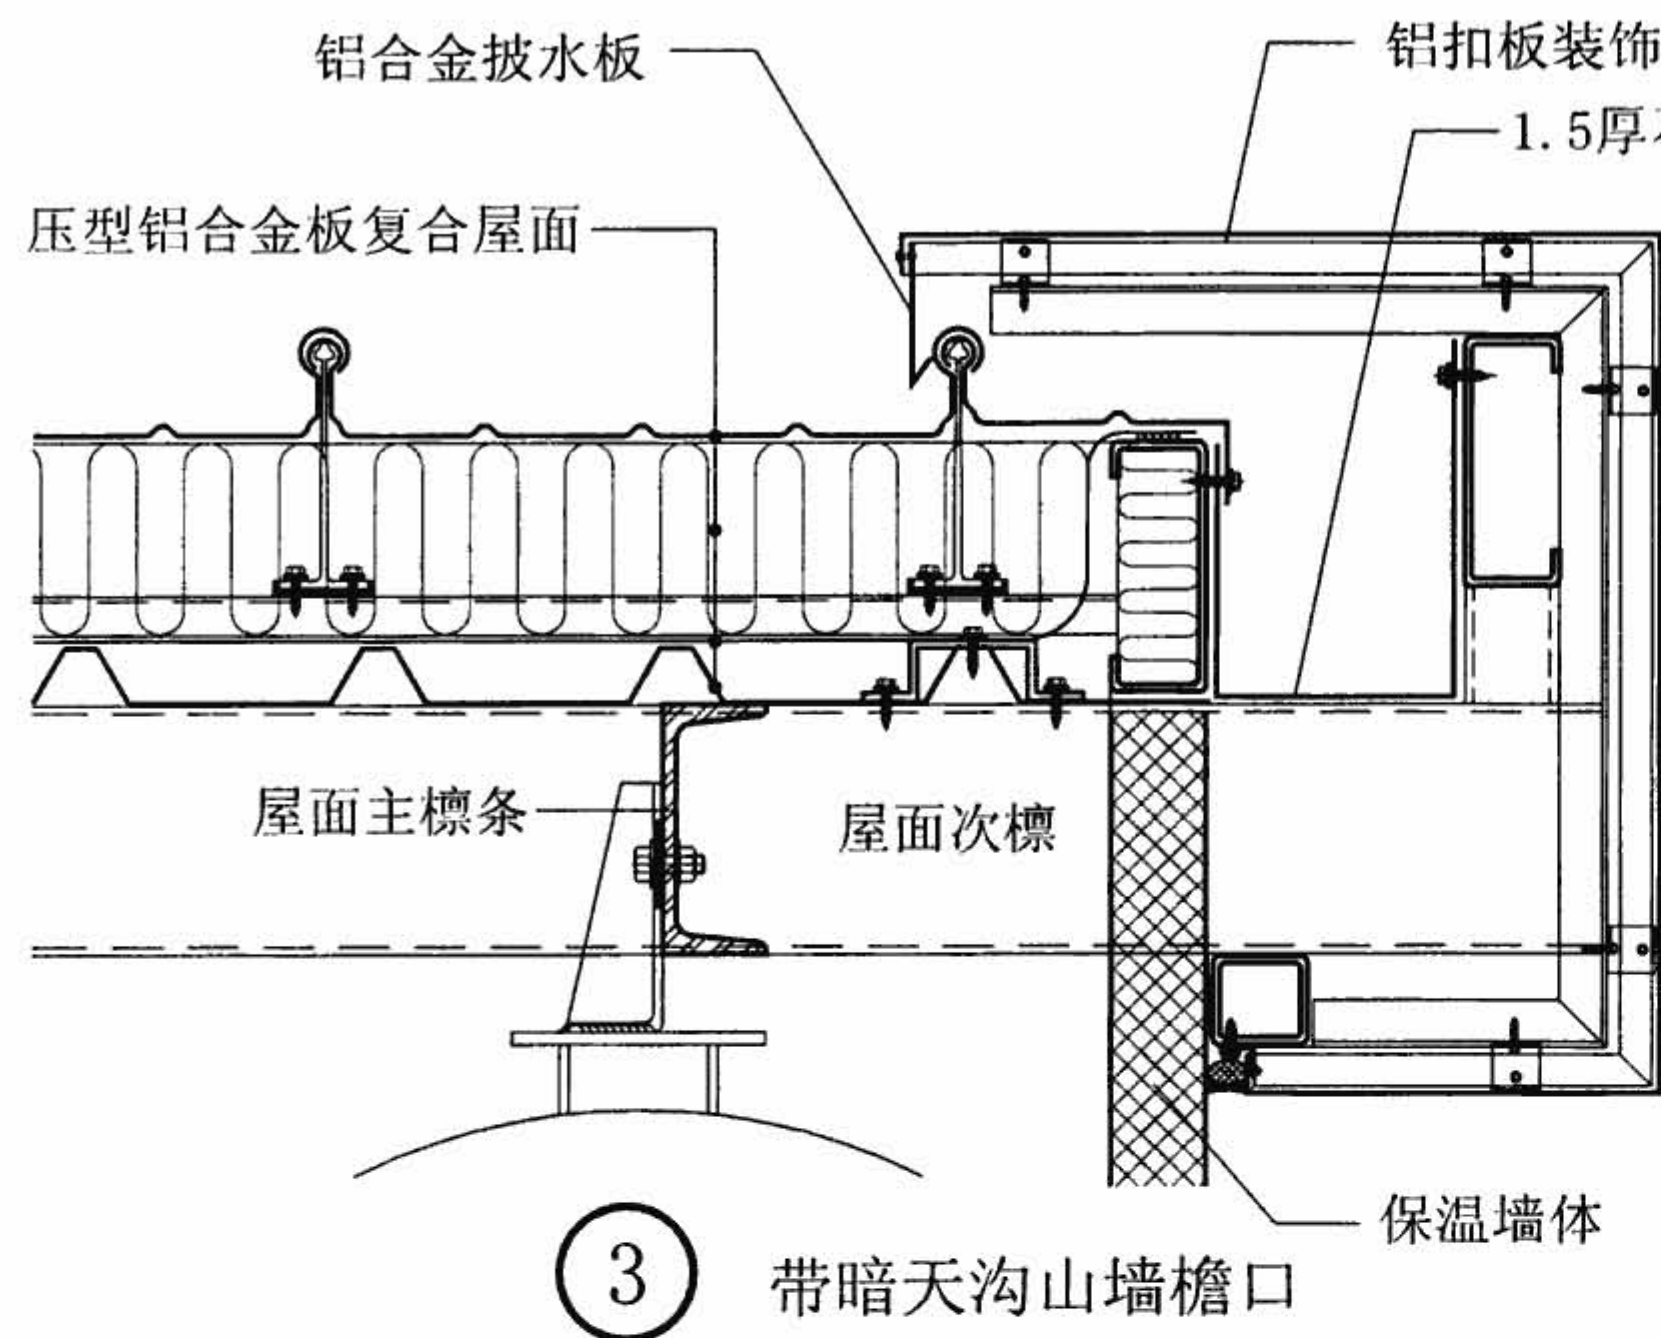 铝合金披水板
铝扣板装饰
1.5厚
压型铝合金板复合屋面
屋面主檩条
屋面次檩
保温墙体
3
带暗天沟山墙檐口